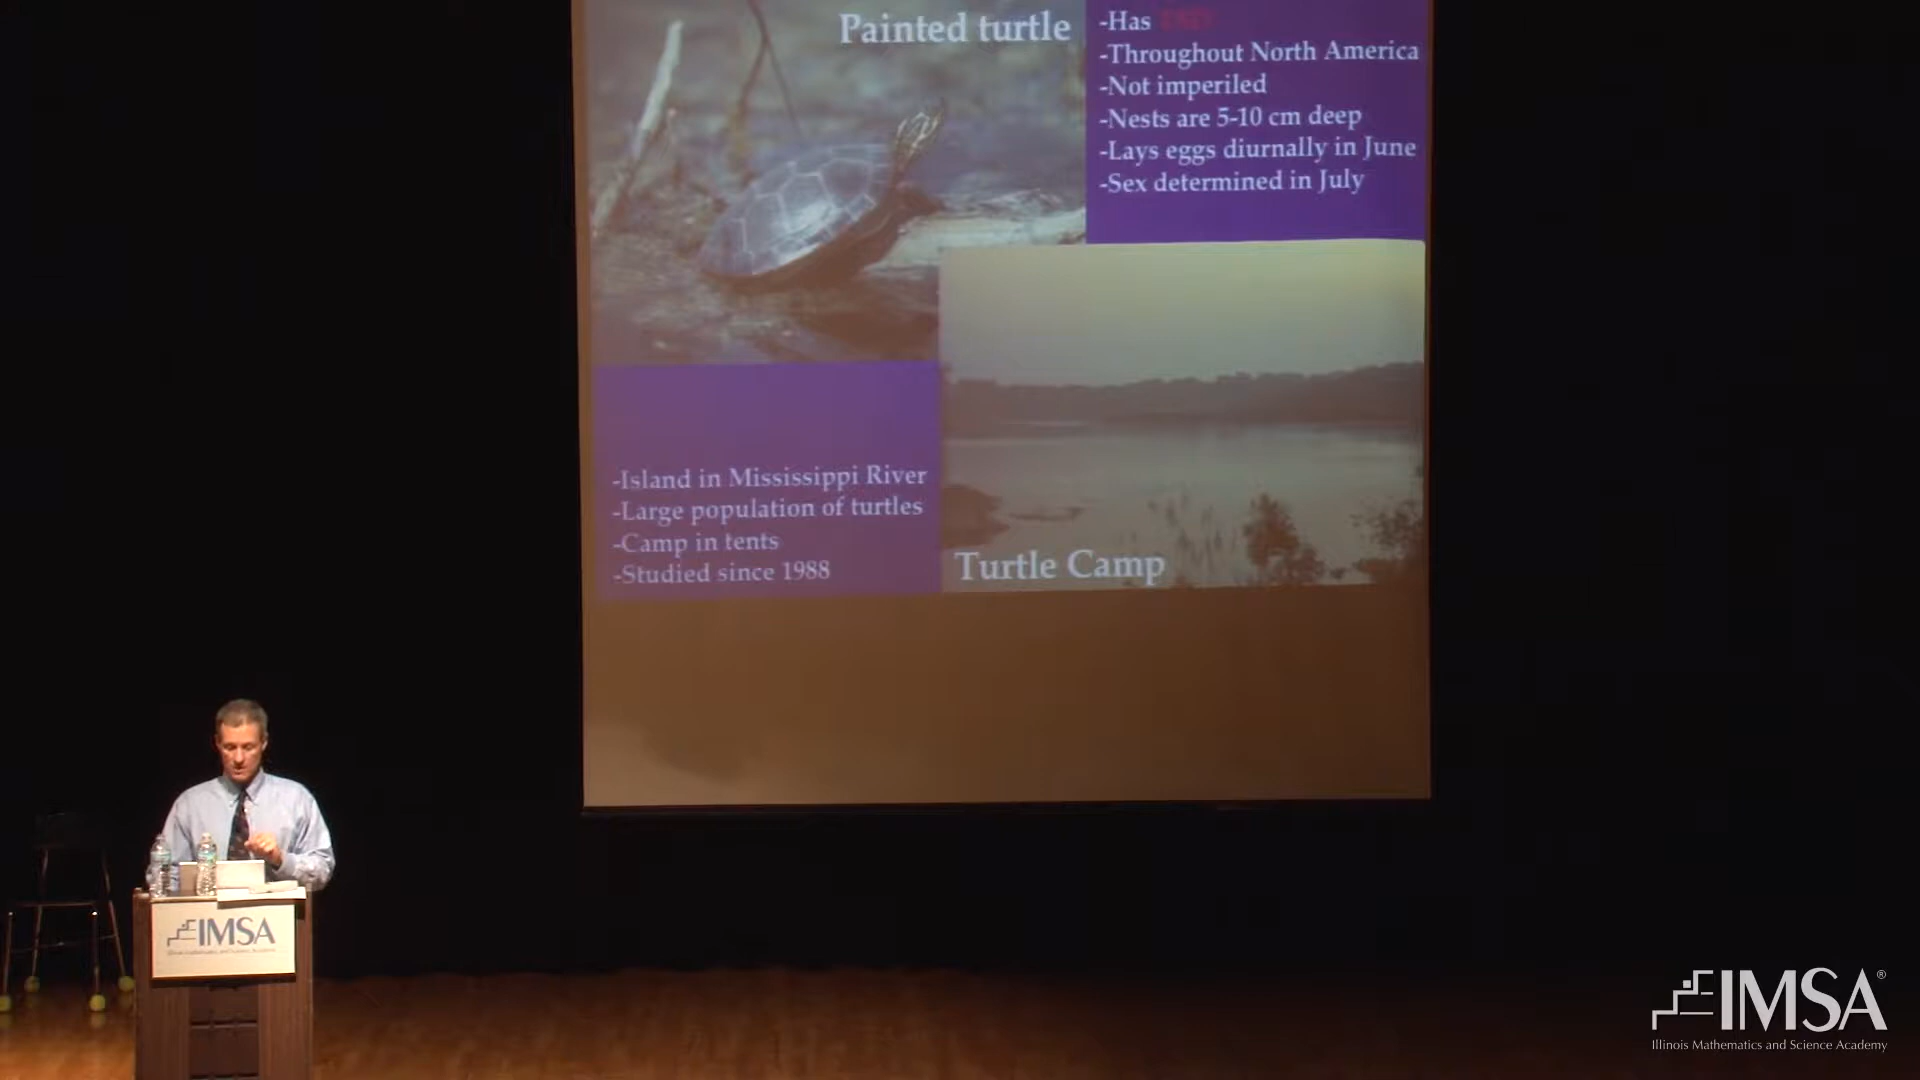 Painted turtle
-Has
-Throughout North America
-Not imperiled
-Nests are 5-10 cm deep
-Lays eggs diurnally in June
-Sex determined in July
-Island in Mississippi River
-Large population of turtles
-Camp in tents
-Studied since 1988
Turtle Camp
IMSA
IMSA®
Illinois Mathematics and Science Academy